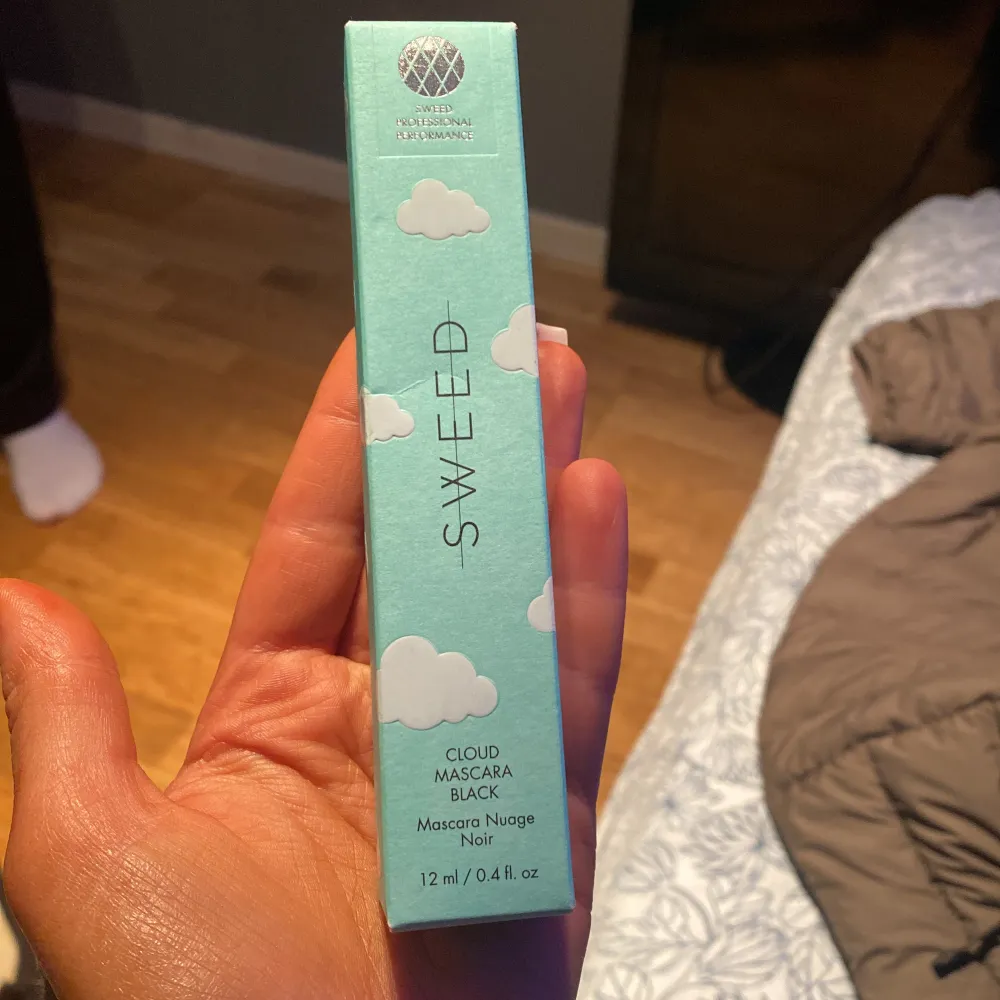 SWEED
PROFESSIONAL
PERFORMANCE
SWEED
CLOUD
MASCARA
BLACK
Mascara Nuage
Noir
12 ml / 0.4 fl. oz